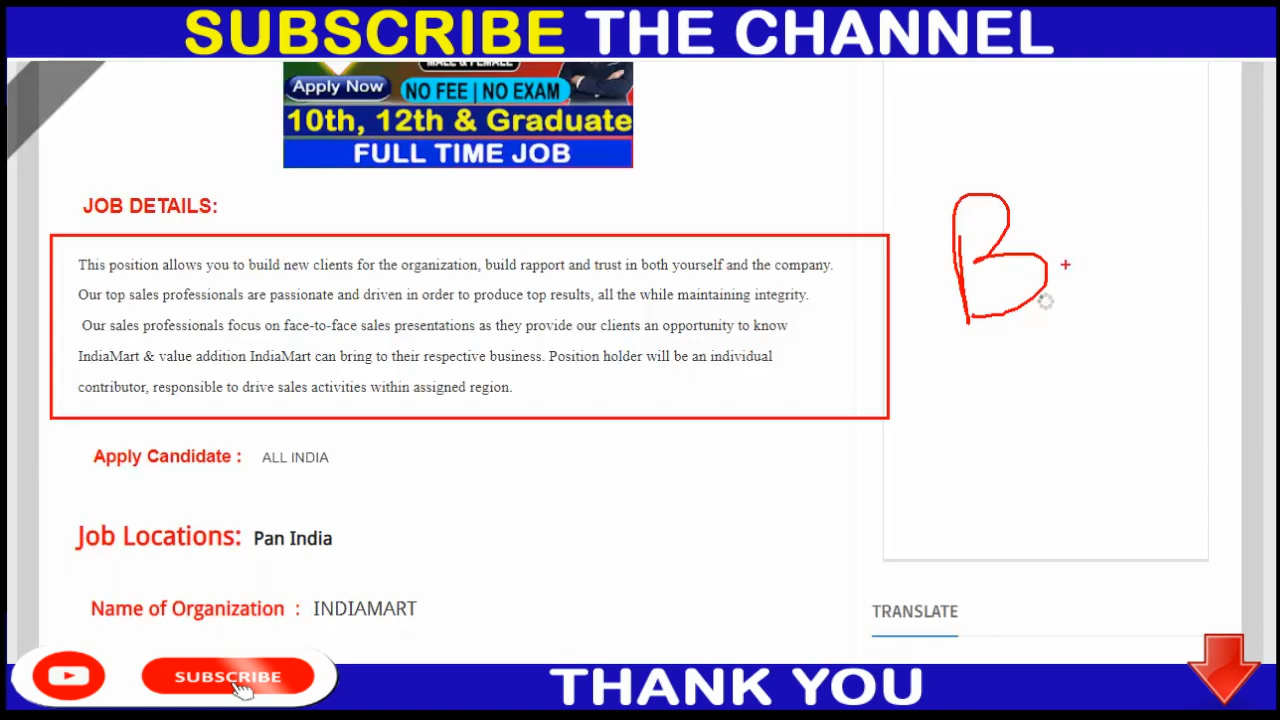 SUBSCRIBE THE CHANNEL
MALE & FEMALE
Apply Now
NO FEE | NO EXAM
10th, 12th & Graduate
FULL TIME JOB
JOB DETAILS:
This position allows you to build new clients for the organization, build rapport and trust in both yourself and the company.
Our top sales professionals are passionate and driven in order to produce top results, all the while maintaining integrity.
Our sales professionals focus on face-to-face sales presentations as they provide our clients an opportunity to know
IndiaMart & value addition IndiaMart can bring to their respective business. Position holder will be an individual
contributor, responsible to drive sales activities within assigned region.
B
Apply Candidate : ALL INDIA
Job Locations: Pan India
Name of Organization : INDIAMART
TRANSLATE
SUBSCRIBE
THANK YOU